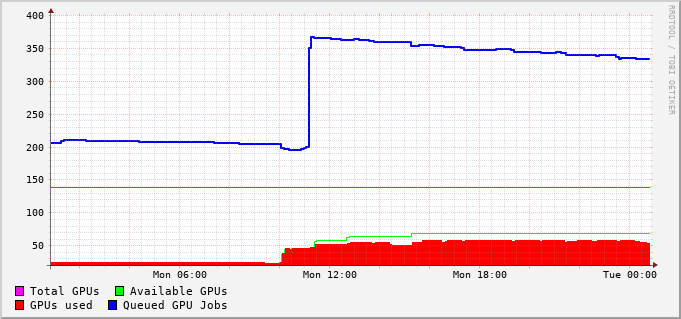 400
350
300
250
200
150
100
50
Mon 06:00 Mon 12:00 Mon 18:00 Tue 00:00
Total GPUs Available GPUs
GPUs used Queued GPU Jobs
RRDTOOL / TOBI OETIKER